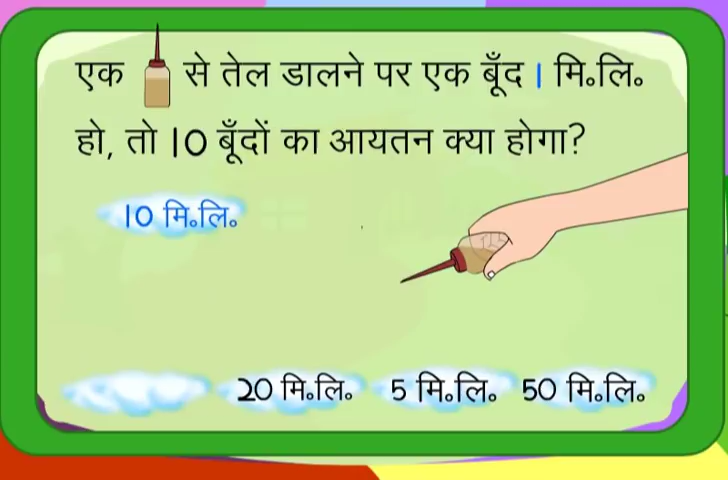 एक से तेल डालने पर एक बूँद 1 मि॰लि॰
हो, तो 10 बूँदों का आयतन क्या होगा?
10 मि॰लि॰
20 मि॰लि॰ 5 मि॰लि॰ 50 मि॰लि॰